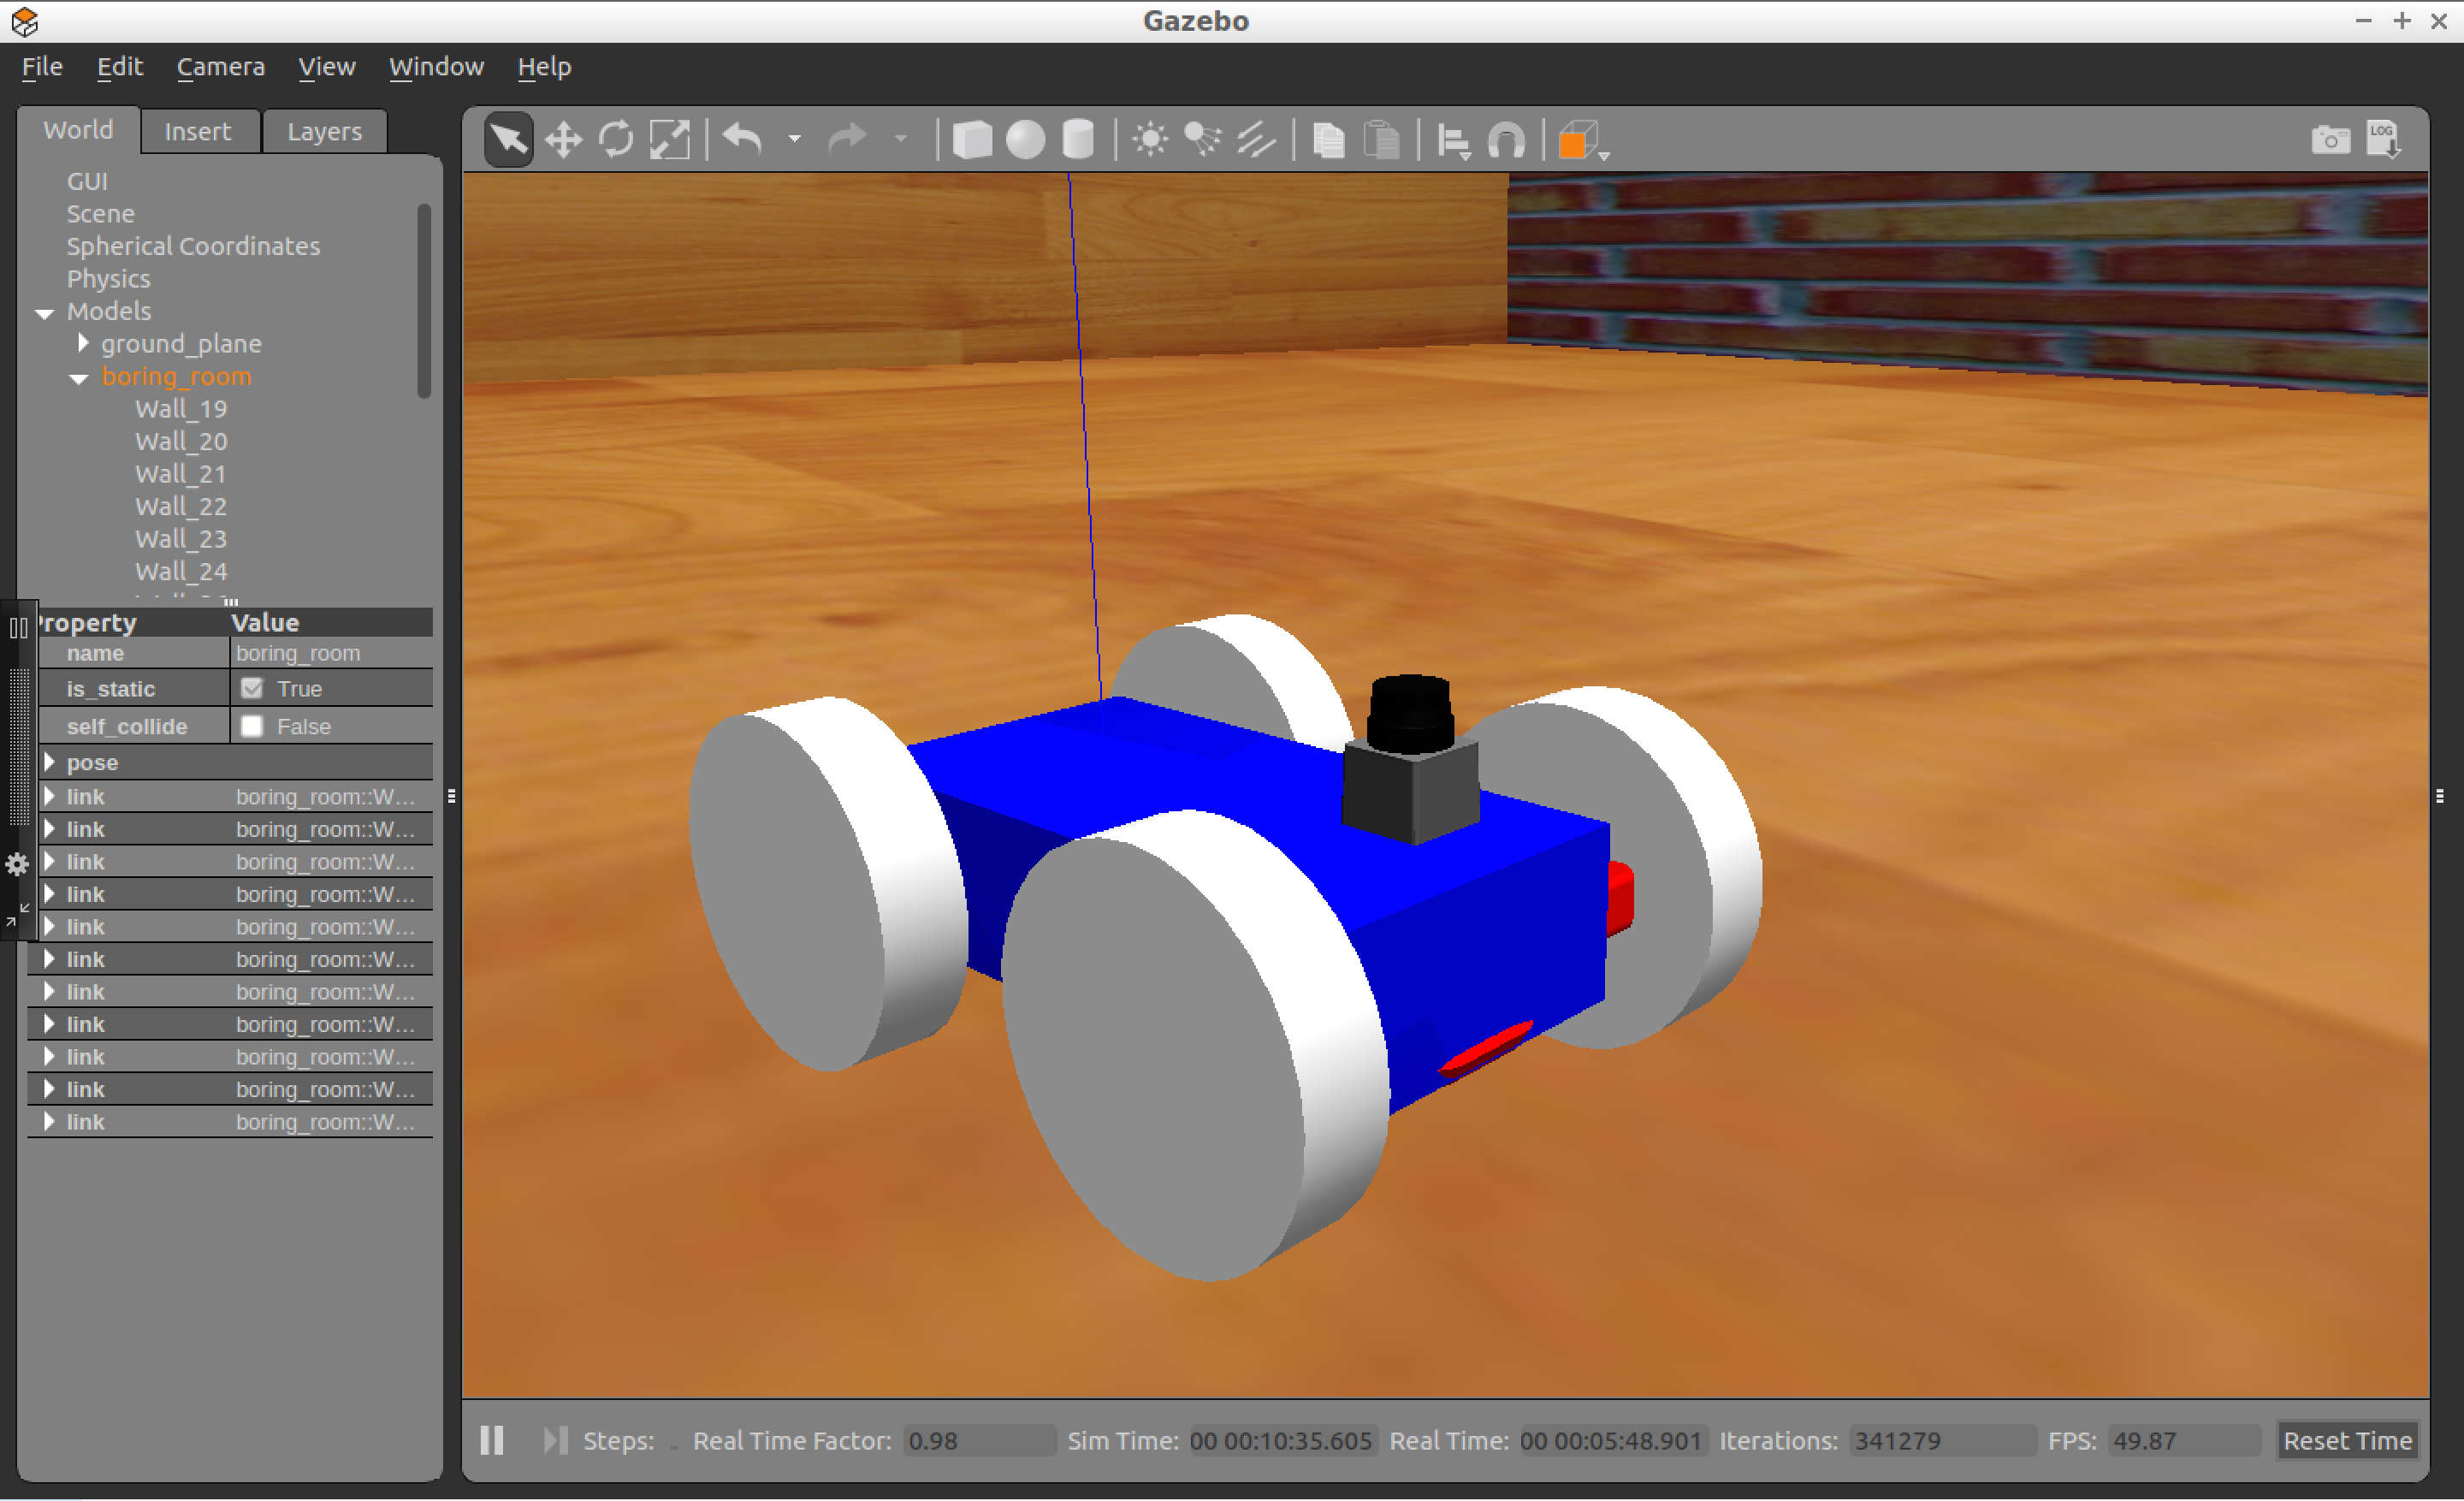 Gazebo
File Edit Camera View Window Help
World Insert Layers
LOG
GUI
Scene
Spherical Coordinates
Physics
Models
ground_plane
boring_room
Wall_19
Wall_20
Wall_21
Wall_22
Wall_23
Wall_24
Property Value
name boring_room
is_static True
self_collide False
pose
link boring_room::W...
link boring_room::W...
link boring_room::W...
link boring_room::W...
link boring_room::W...
link boring_room::W...
link boring_room::W...
link boring_room::W...
link boring_room::W...
link boring_room::W...
link boring_room::W...
Steps: Real Time Factor: 0.98 Sim Time: 00 00:10:35.605 Real Time: 00 00:05:48.901 Iterations: 341279 FPS: 49.87 Reset Time